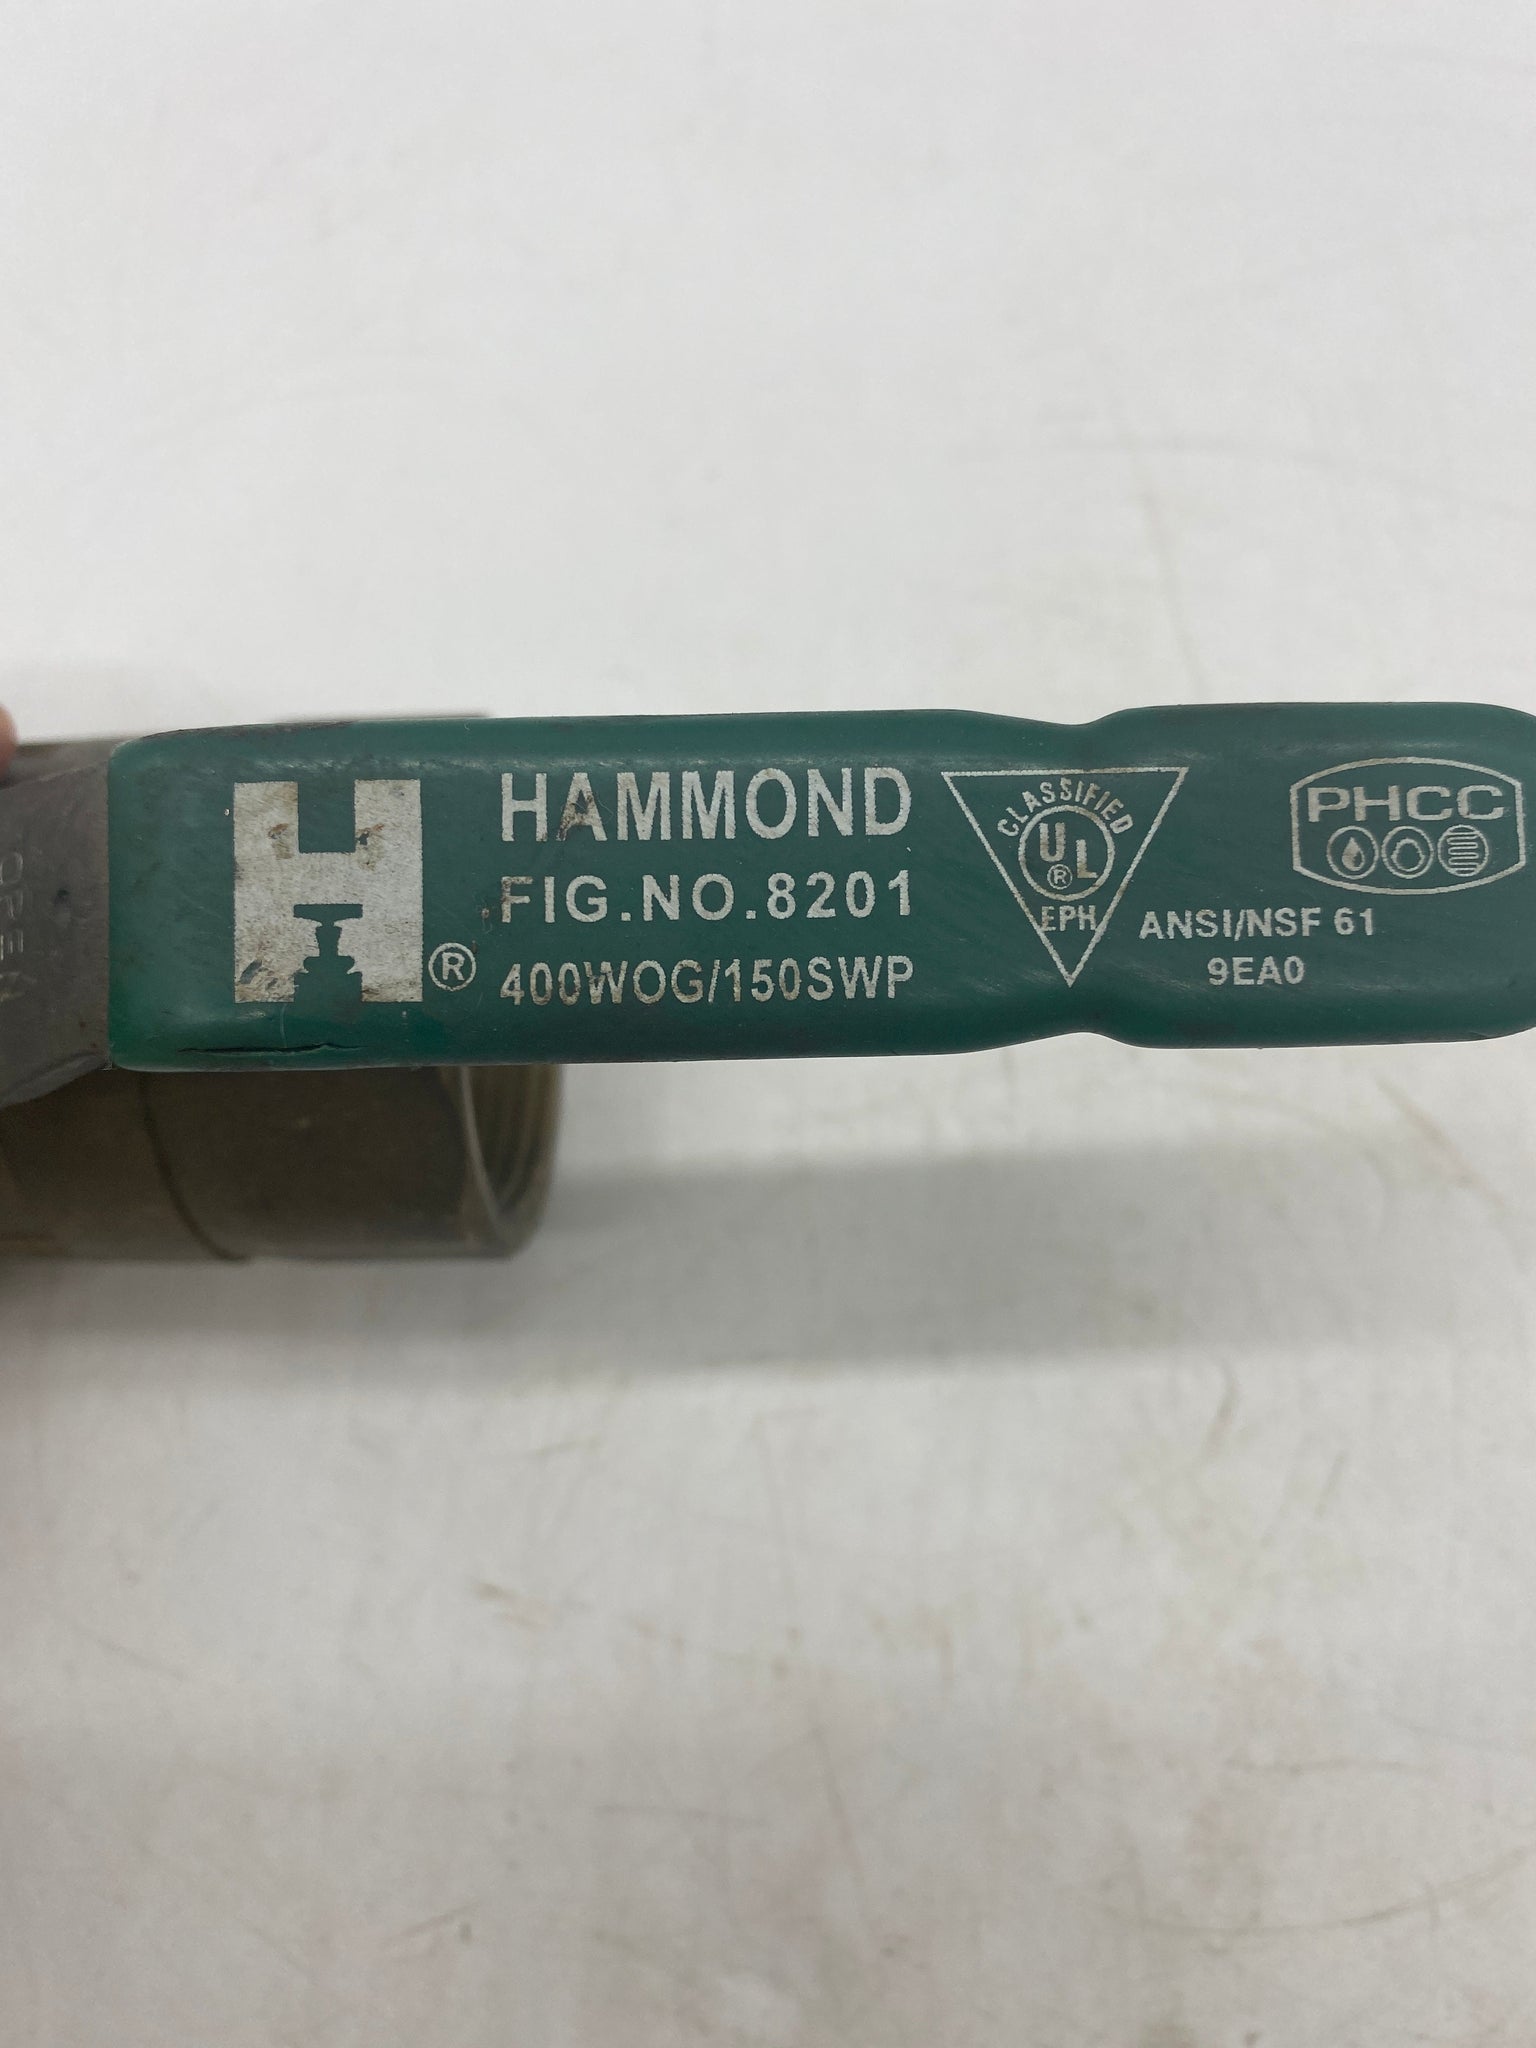 HAMMOND
FIG.NO.8201
400WOG/150SWP
®
CLASSIFIED
UL®
EPH
ANSI/NSF 61
9EA0
PHCC